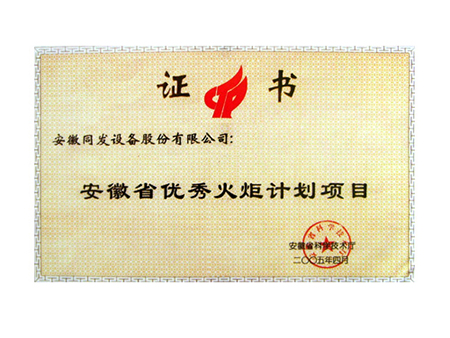 证 书
安徽同发设备股份有限公司:
安徽省优秀火炬计划项目
安徽省科学技术厅
二〇〇五年四月